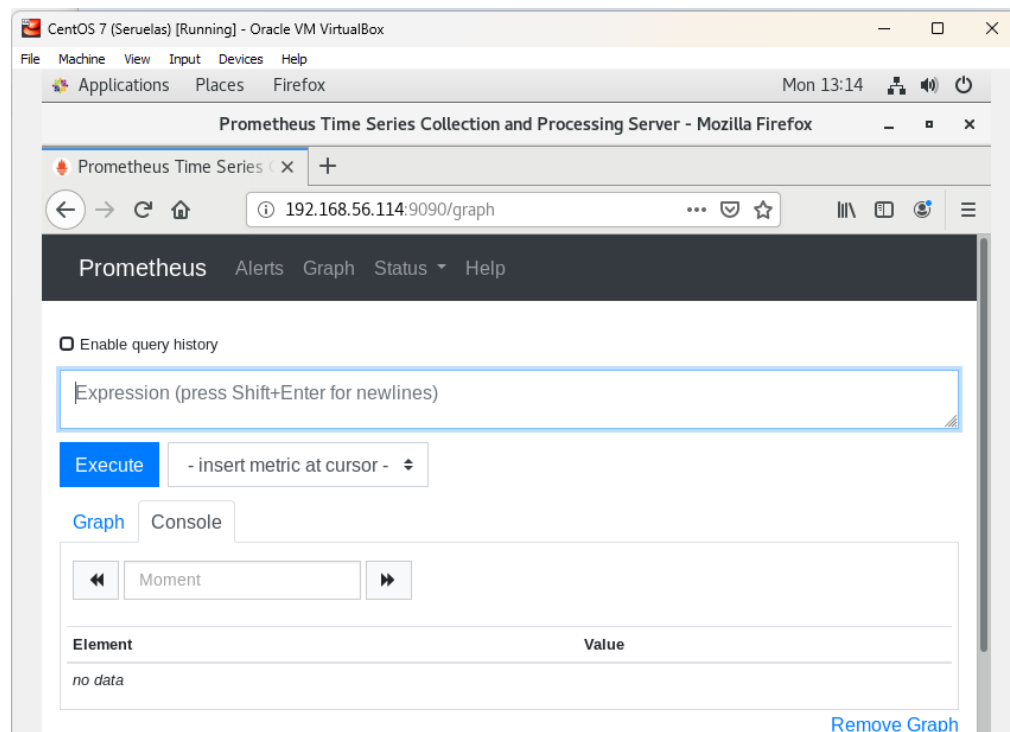 CentOS 7 (Seruelas) [Running] - Oracle VM VirtualBox
File Machine View Input Devices Help
Applications Places Firefox Mon 13:14
Prometheus Time Series Collection and Processing Server - Mozilla Firefox
Prometheus Time Series
192.168.56.114:9090/graph
Prometheus Alerts Graph Status Help
Enable query history
Expression (press Shift+Enter for newlines)
Execute - insert metric at cursor -
Graph Console
Moment
Element Value
no data
Remove Graph